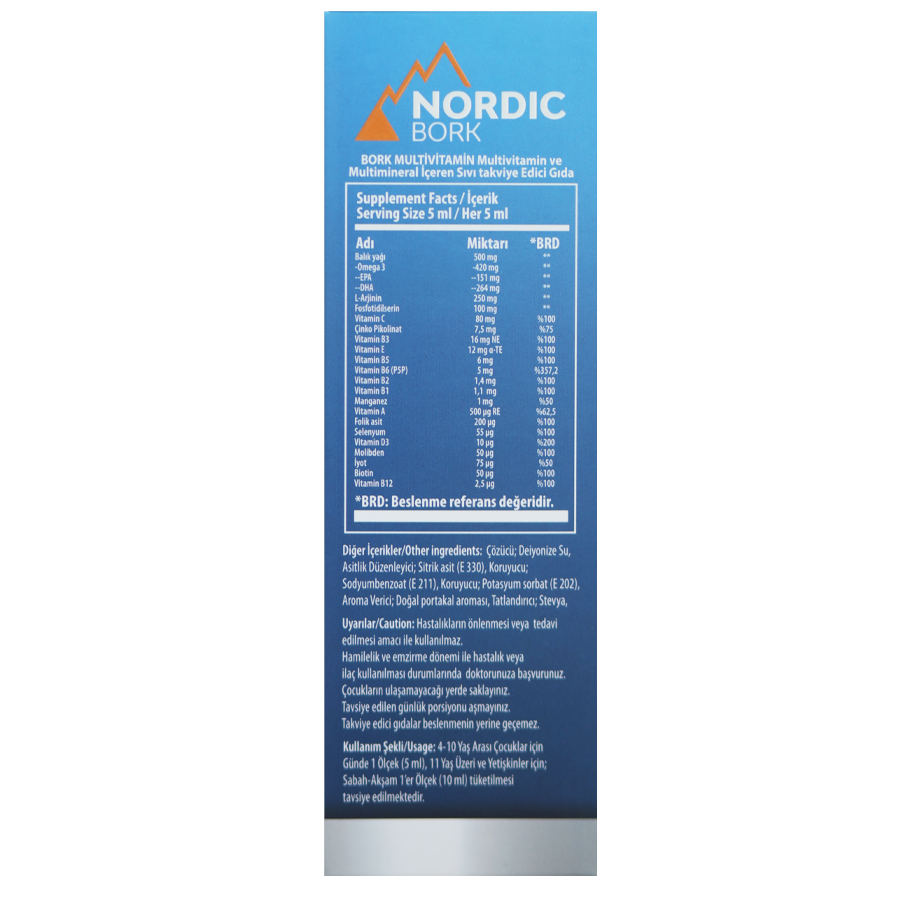 NORDIC
BORK
BORK MULTİVİTAMİN Multivitamin ve
Multimineral İçeren Sıvı takviye Edici Gıda
Supplement Facts / İçerik
Serving Size 5 ml / Her 5 ml
Adı Miktarı *BRD
Balık yağı 500 mg **
-Omega 3 -420 mg **
--EPA --151 mg **
--DHA --264 mg **
L-Arjinin 250 mg **
Fosfotidilserin 100 mg **
Vitamin C 80 mg %100
Çinko Pikolinat 7,5 mg %75
Vitamin B3 16 mg NE %100
Vitamin E 12 mg α-TE %100
Vitamin B5 6 mg %100
Vitamin B6 (P5P) 5 mg %357,2
Vitamin B2 1,4 mg %100
Vitamin B1 1,1 mg %100
Manganez 1 mg %50
Vitamin A 500 µg RE %62,5
Folik asit 200 µg %100
Selenyum 55 µg %100
Vitamin D3 10 µg %200
Molibden 50 µg %100
İyot 75 µg %50
Biotin 50 µg %100
Vitamin B12 2,5 µg %100
*BRD: Beslenme referans değeridir.
Diğer İçerikler/Other ingredients: Çözücü; Deiyonize Su,
Asitlik Düzenleyici; Sitrik asit (E 330), Koruyucu;
Sodyumbenzoat (E 211), Koruyucu; Potasyum sorbat (E 202),
Aroma Verici; Doğal portakal aroması, Tatlandırıcı; Stevya,
Uyarılar/Caution: Hastalıkların önlenmesi veya tedavi
edilmesi amacı ile kullanılmaz.
Hamilelik ve emzirme dönemi ile hastalık veya
ilaç kullanılması durumlarında doktorunuza başvurunuz.
Çocukların ulaşamayacağı yerde saklayınız.
Tavsiye edilen günlük porsiyonu aşmayınız.
Takviye edici gıdalar beslenmenin yerine geçemez.
Kullanım Şekli/Usage: 4-10 Yaş Arası Çocuklar için
Günde 1 Ölçek (5 ml), 11 Yaş Üzeri ve Yetişkinler için;
Sabah-Akşam 1'er Ölçek (10 ml) tüketilmesi
tavsiye edilmektedir.